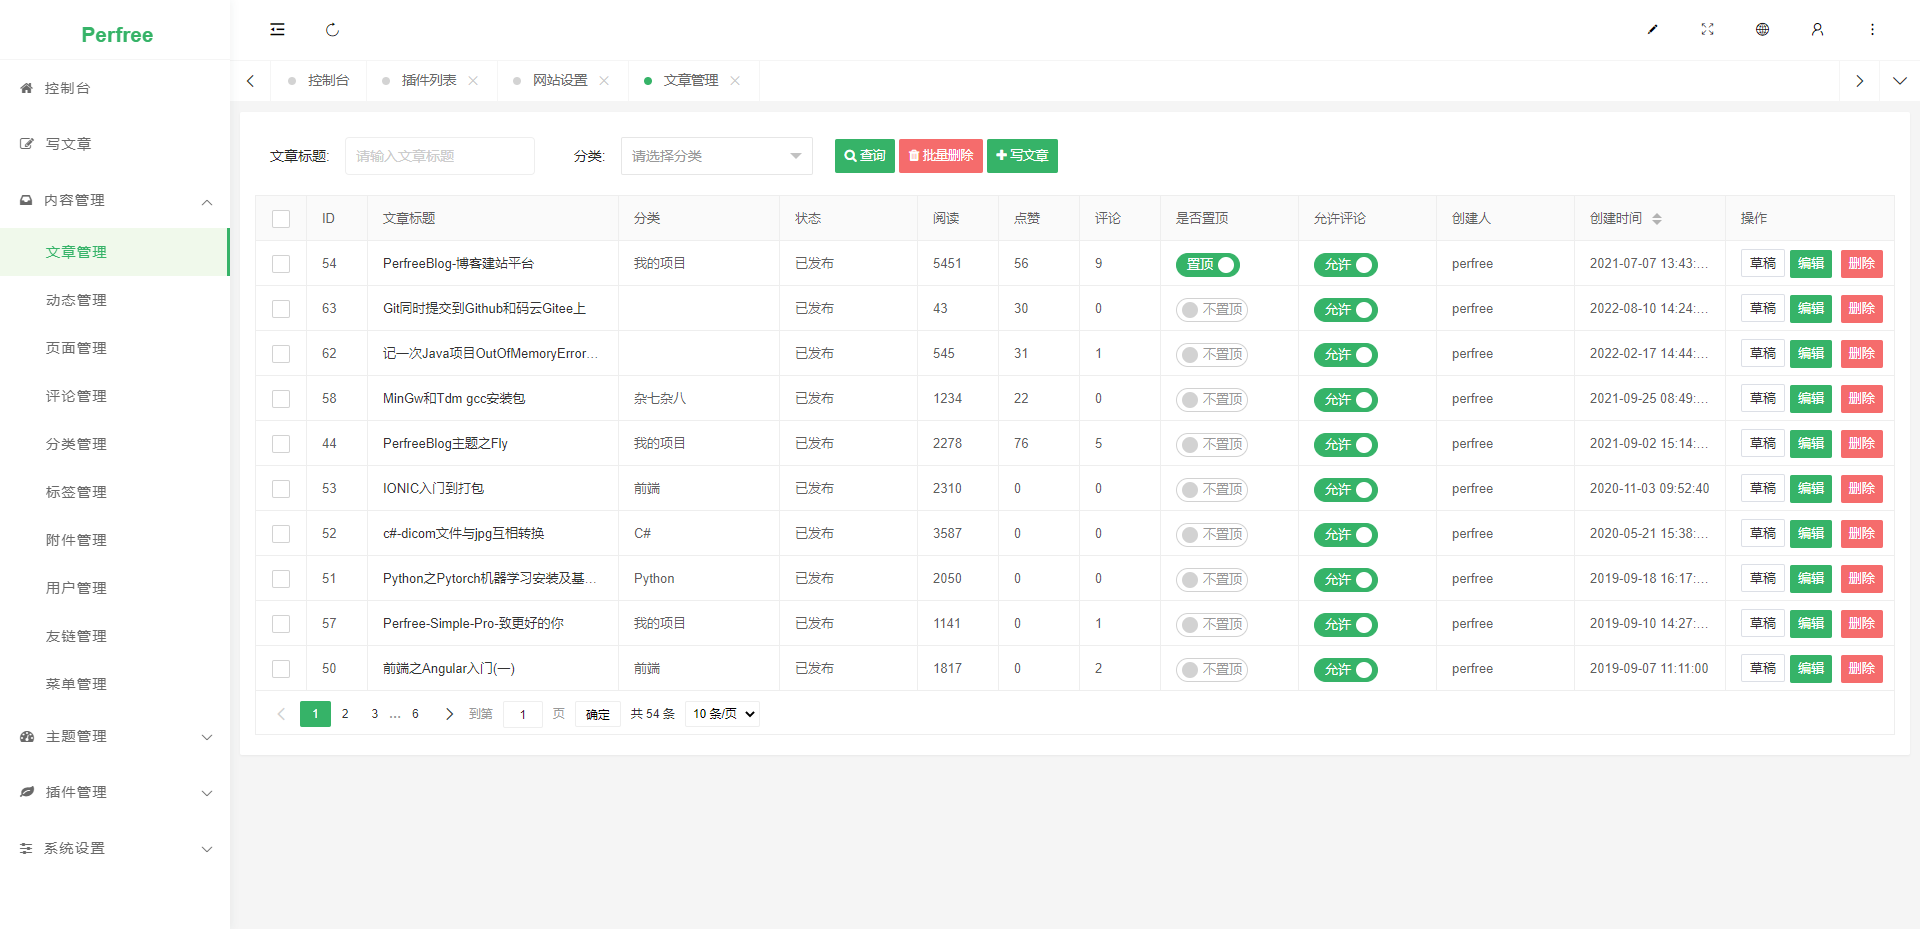 Perfree
控制台
写文章
内容管理
文章管理
动态管理
页面管理
评论管理
分类管理
标签管理
附件管理
用户管理
友链管理
菜单管理
主题管理
插件管理
系统设置
控制台 插件列表 网站设置 文章管理
文章标题: 请输入文章标题 分类: 请选择分类 查询 批量删除 写文章
ID 文章标题 分类 状态 阅读 点赞 评论 是否置顶 允许评论 创建人 创建时间 操作
54 PerfreeBlog-博客建站平台 我的项目 已发布 5451 56 9 置顶 允许 perfree 2021-07-07 13:43:... 草稿 编辑 删除
63 Git同时提交到Github和码云Gitee上 已发布 43 30 0 不置顶 允许 perfree 2022-08-10 14:24:... 草稿 编辑 删除
62 记一次Java项目OutOfMemoryError... 已发布 545 31 1 不置顶 允许 perfree 2022-02-17 14:44:... 草稿 编辑 删除
58 MinGw和Tdm gcc安装包 杂七杂八 已发布 1234 22 0 不置顶 允许 perfree 2021-09-25 08:49:... 草稿 编辑 删除
44 PerfreeBlog主题之Fly 我的项目 已发布 2278 76 5 不置顶 允许 perfree 2021-09-02 15:14:... 草稿 编辑 删除
53 IONIC入门到打包 前端 已发布 2310 0 0 不置顶 允许 perfree 2020-11-03 09:52:40 草稿 编辑 删除
52 c#-dicom文件与jpg互相转换 C# 已发布 3587 0 0 不置顶 允许 perfree 2020-05-21 15:38:... 草稿 编辑 删除
51 Python之Pytorch机器学习安装及基... Python 已发布 2050 0 0 不置顶 允许 perfree 2019-09-18 16:17:... 草稿 编辑 删除
57 Perfree-Simple-Pro-致更好的你 我的项目 已发布 1141 0 1 不置顶 允许 perfree 2019-09-10 14:27:... 草稿 编辑 删除
50 前端之Angular入门(一) 前端 已发布 1817 0 2 不置顶 允许 perfree 2019-09-07 11:11:00 草稿 编辑 删除
1 2 3 ... 6 到第 1 页 确定 共 54 条 10 条/页